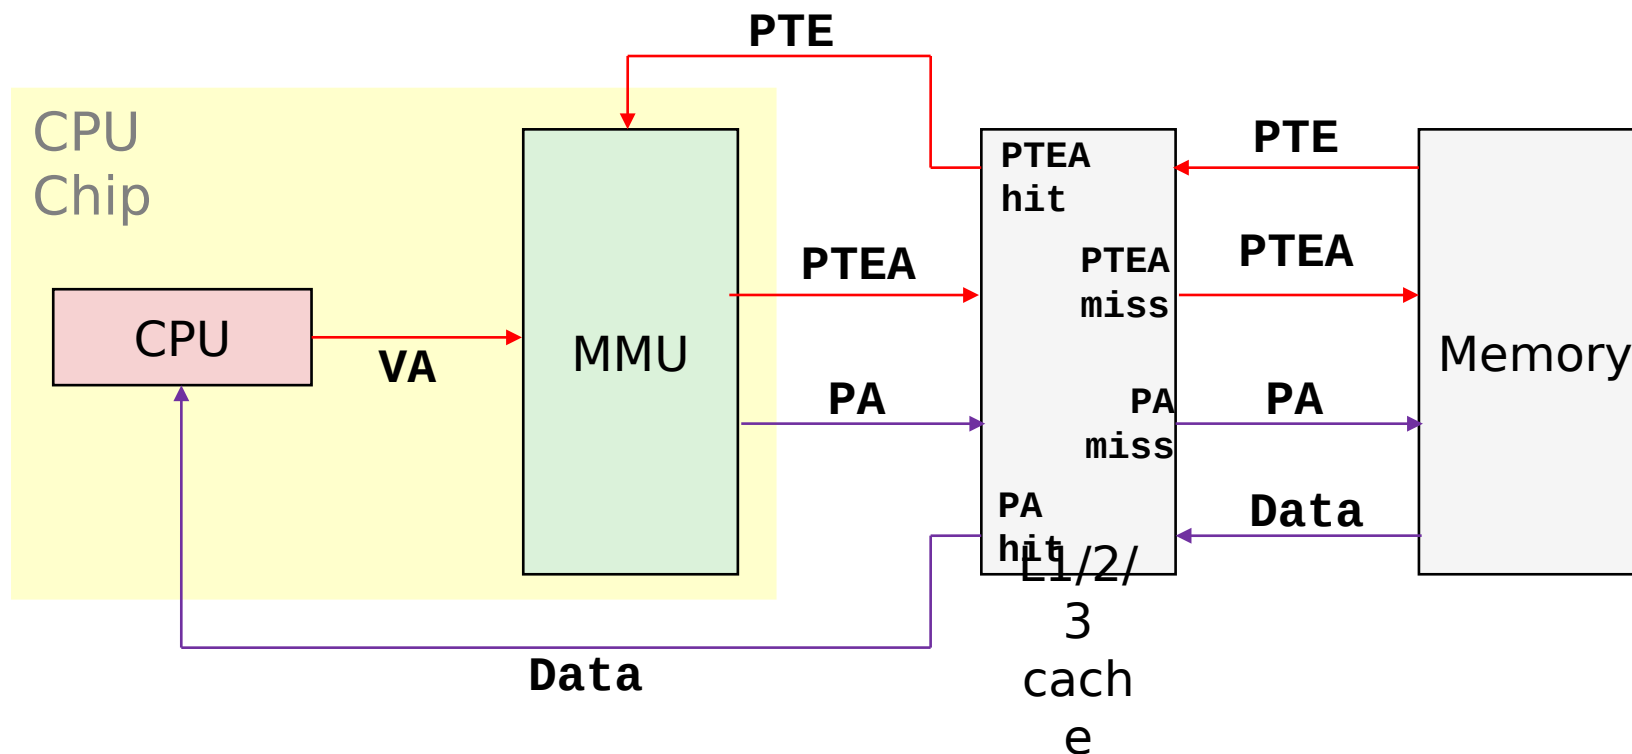 PTE
CPU
Chip
PTEA
hit
PTE
PTEA
PTEA
miss
PTEA
CPU
VA
MMU
Memory
PA
PA
miss
PA
PA
hit
Data
L1/2/
3
cach
e
Data